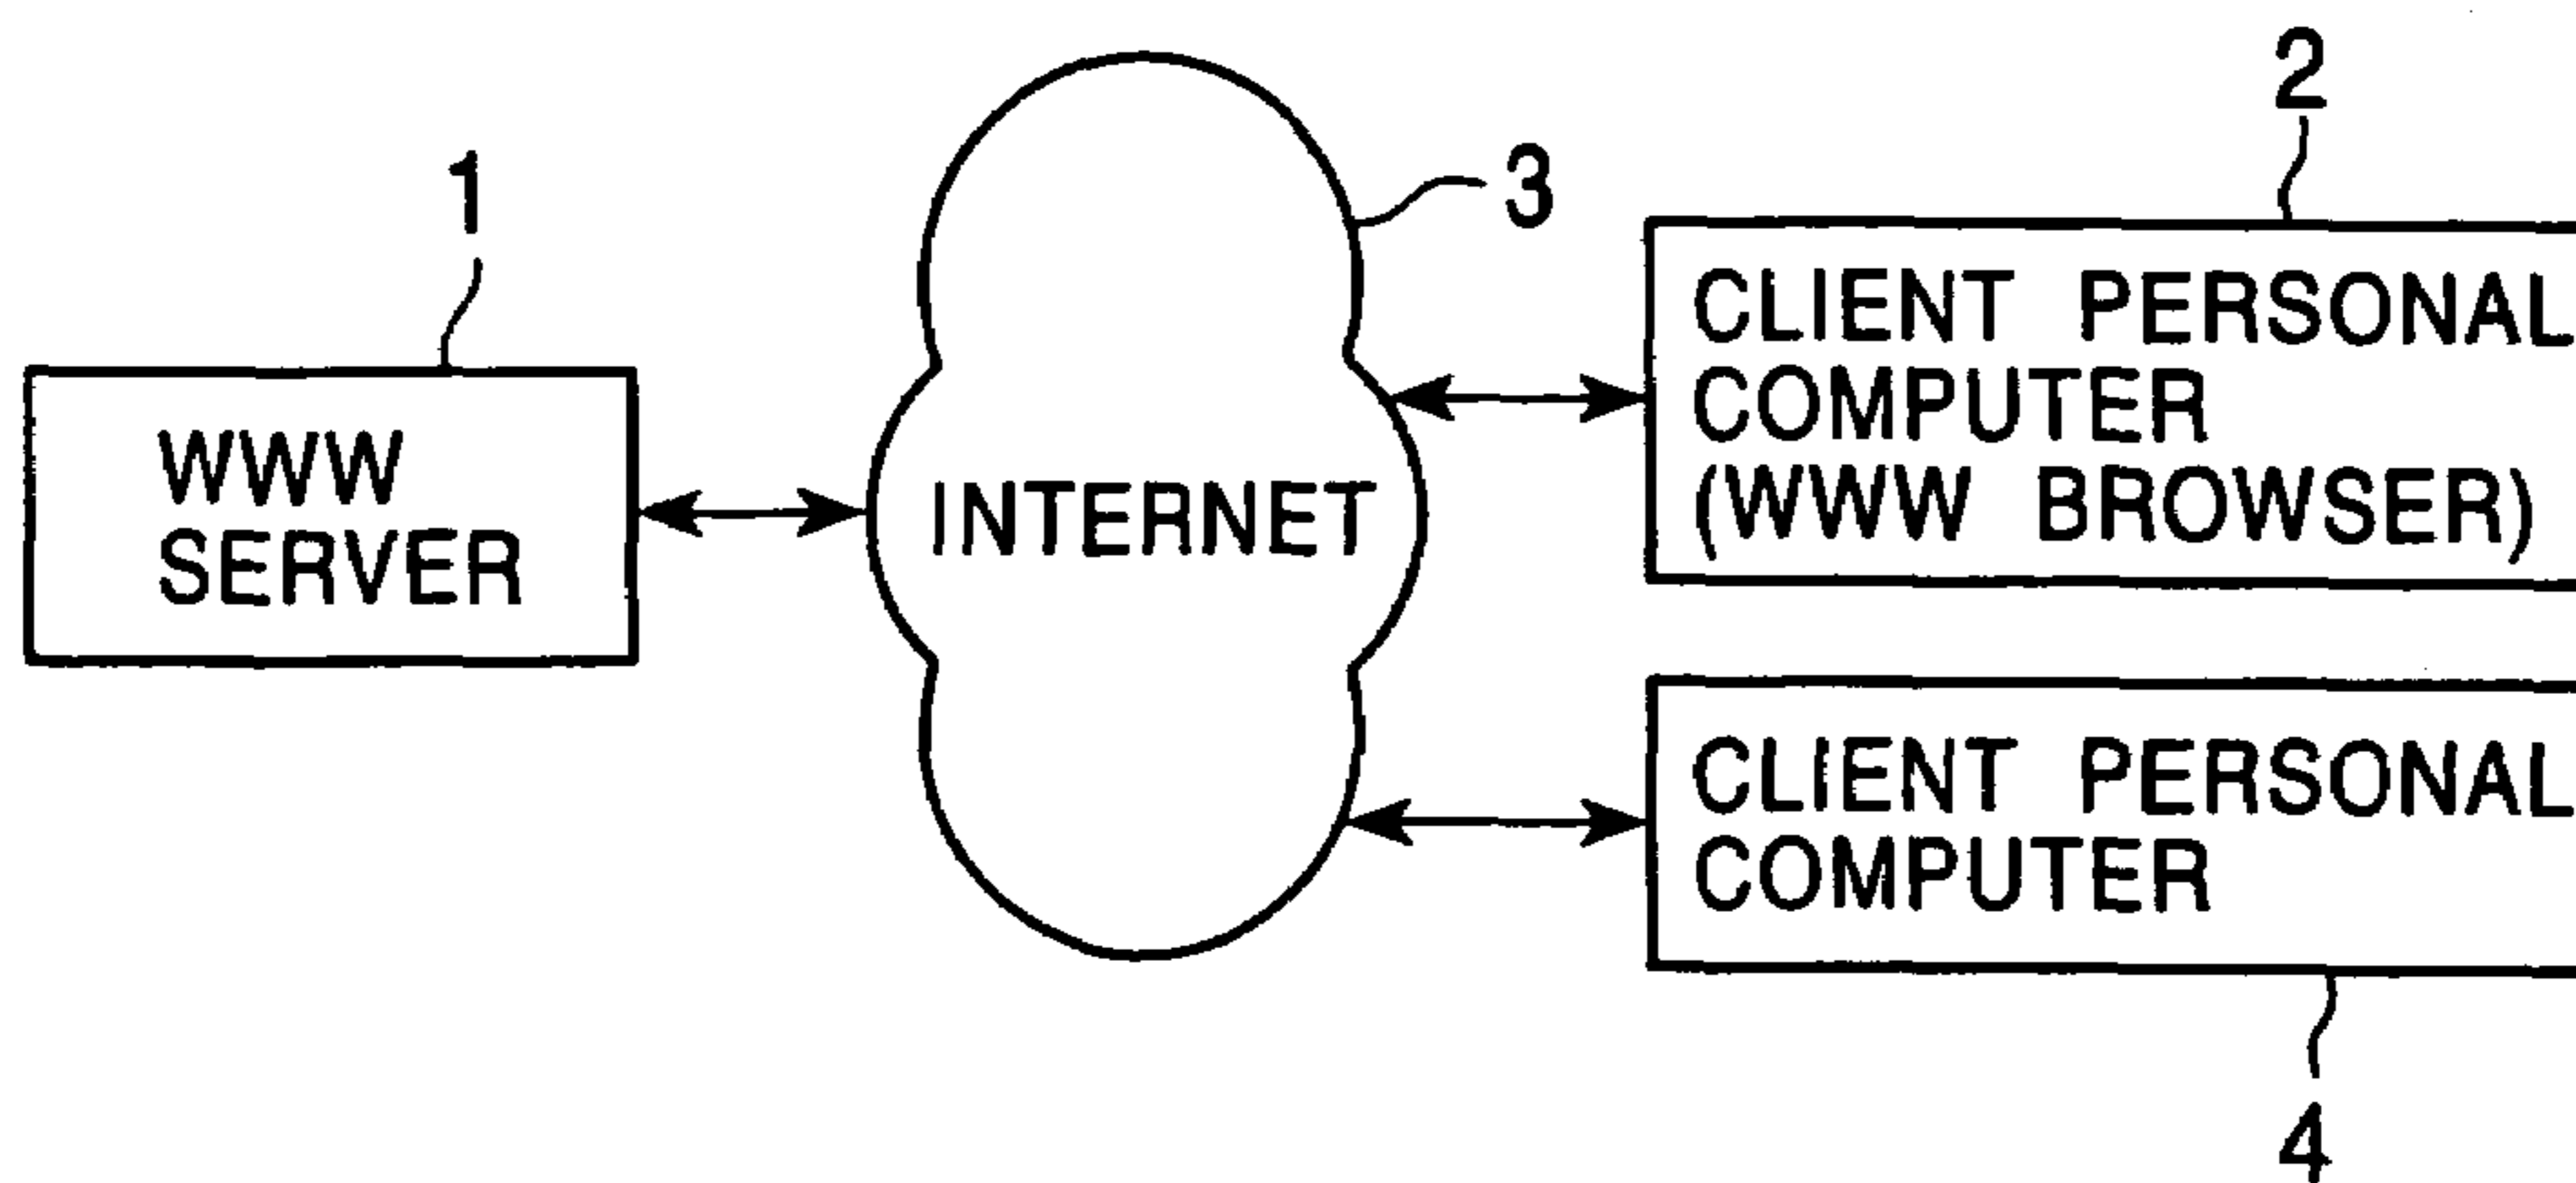 1
WWW
SERVER
3
INTERNET
2
CLIENT PERSONAL
COMPUTER
(WWW BROWSER)
CLIENT PERSONAL
COMPUTER
4